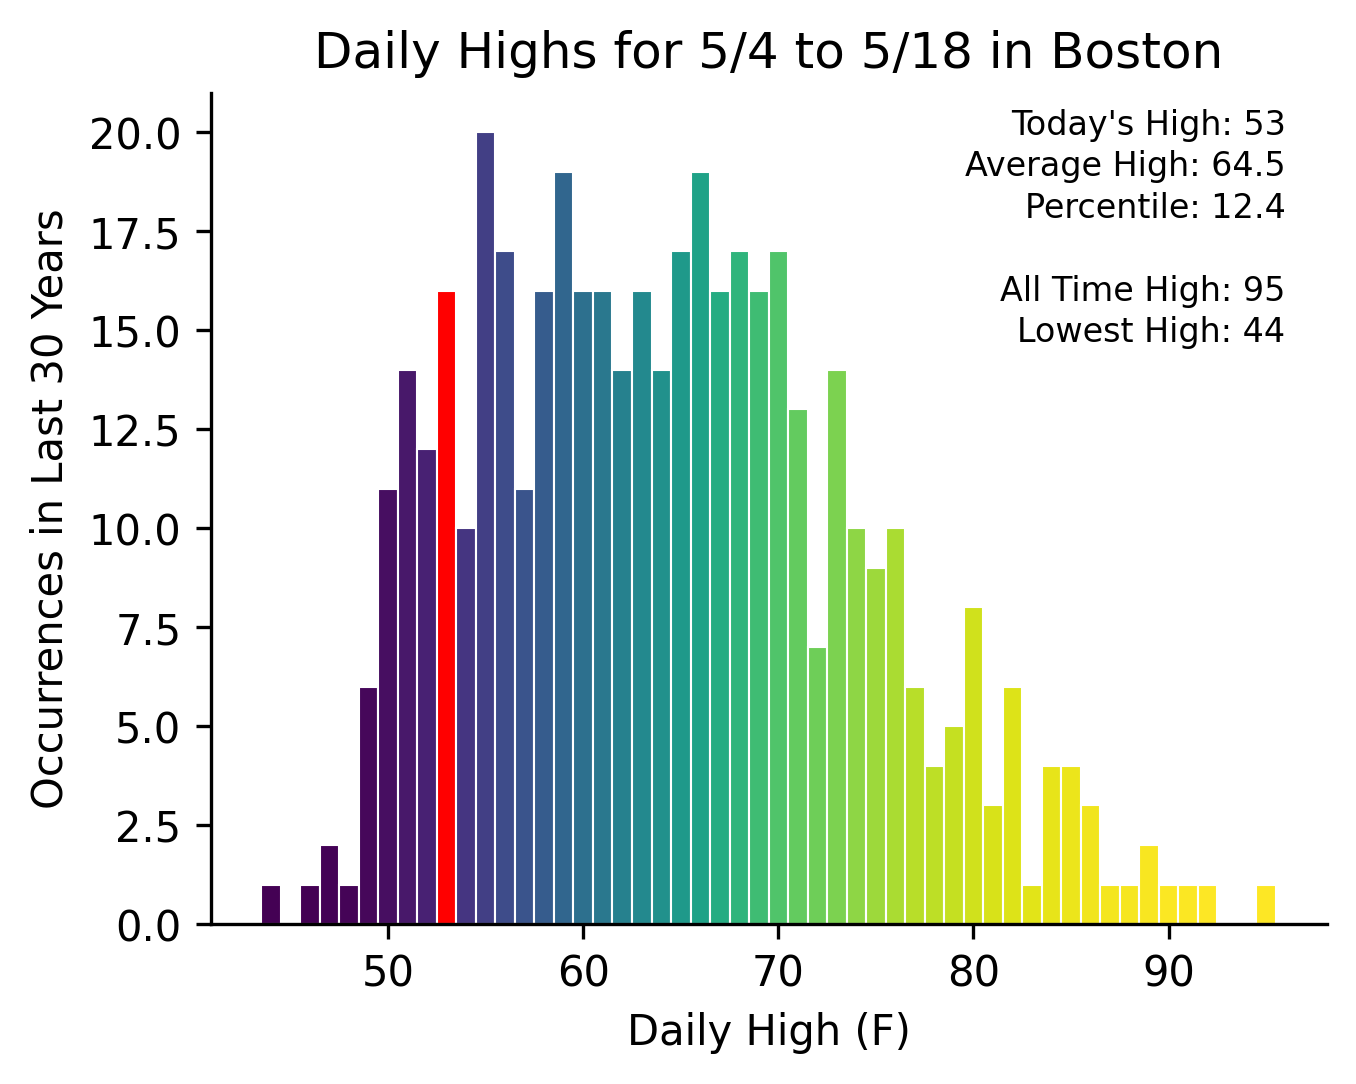 Daily Highs for 5/4 to 5/18 in Boston
Today's High: 53
Average High: 64.5
Percentile: 12.4
All Time High: 95
Lowest High: 44
Occurrences in Last 30 Years
20.0
17.5
15.0
12.5
10.0
7.5
5.0
2.5
0.0
50 60 70 80 90
Daily High (F)